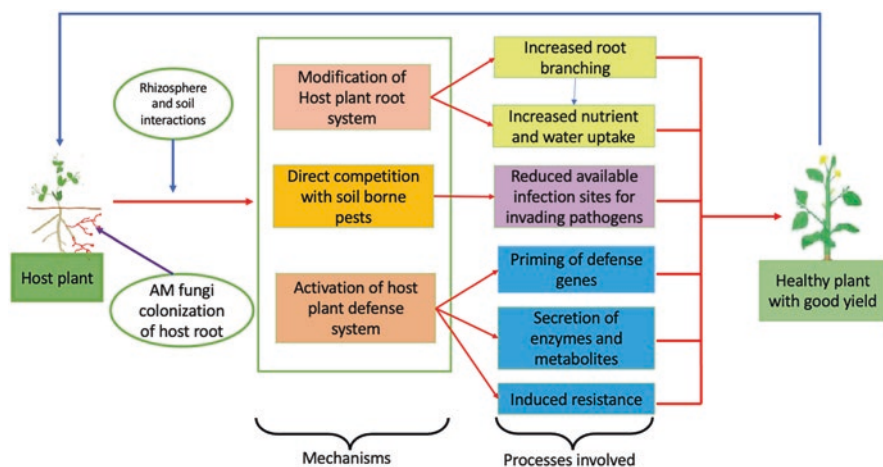 Rhizosphere
and soil
interactions
Host plant
AM fungi
colonization
of host root
Modification of
Host plant root
system
Direct competition
with soil borne
pests
Activation of host
plant defense
system
Mechanisms
Increased root
branching
Increased nutrient
and water uptake
Reduced available
infection sites for
invading pathogens
Priming of defense
genes
Secretion of
enzymes and
metabolites
Induced resistance
Processes involved
Healthy plant
with good yield